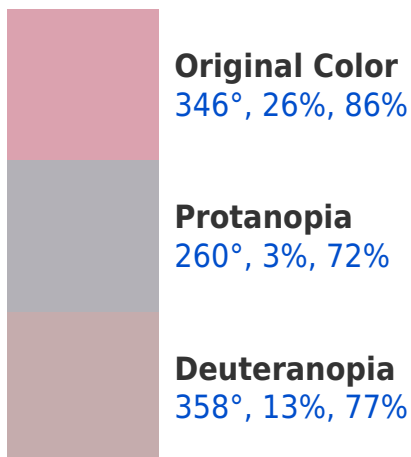 Original Color
346°, 26%, 86%
Protanopia
260°, 3%, 72%
Deuteranopia
358°, 13%, 77%